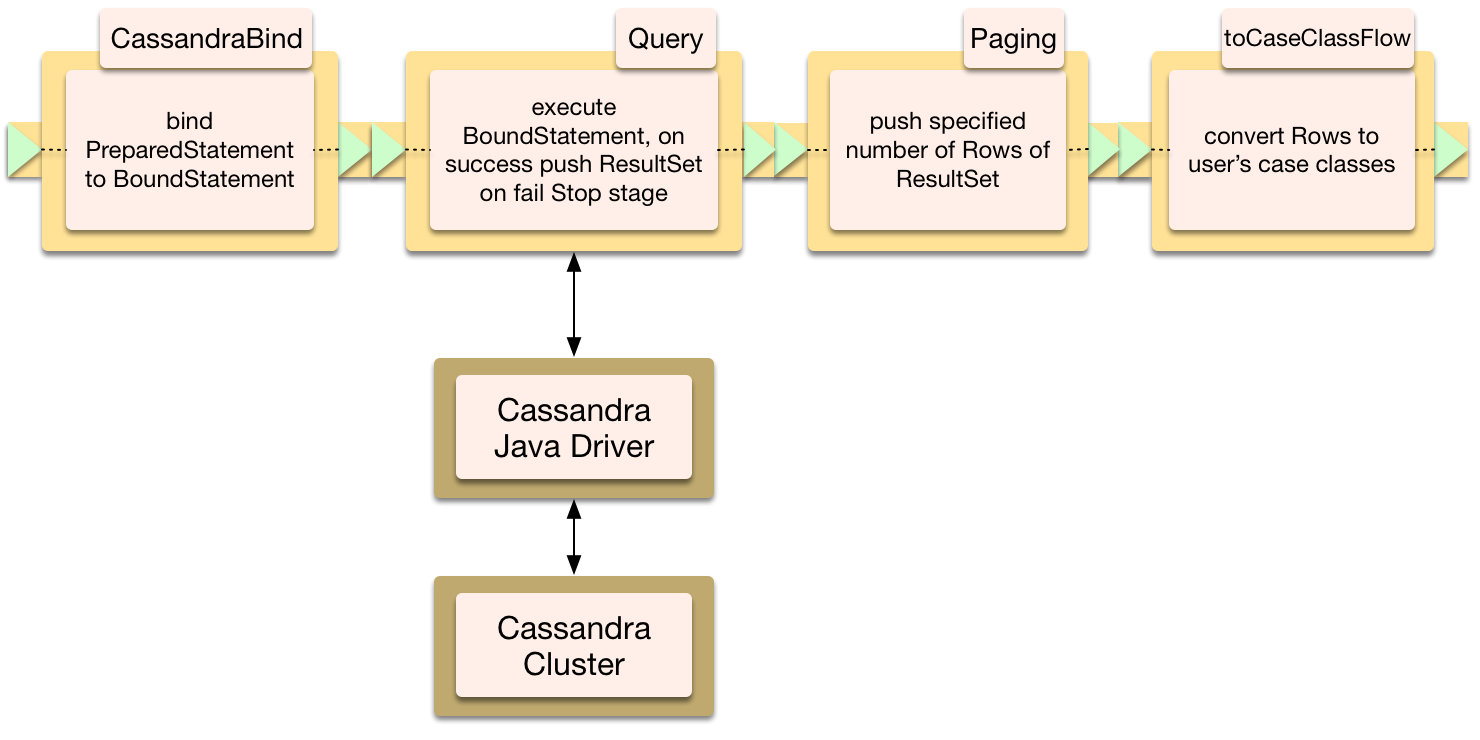 CassandraBind
bind
PreparedStatement
to BoundStatement
Query
execute
BoundStatement, on
success push ResultSet
on fail Stop stage
Paging
push specified
number of Rows of
ResultSet
toCaseClassFlow
convert Rows to
user’s case classes
Cassandra
Java Driver
Cassandra
Cluster